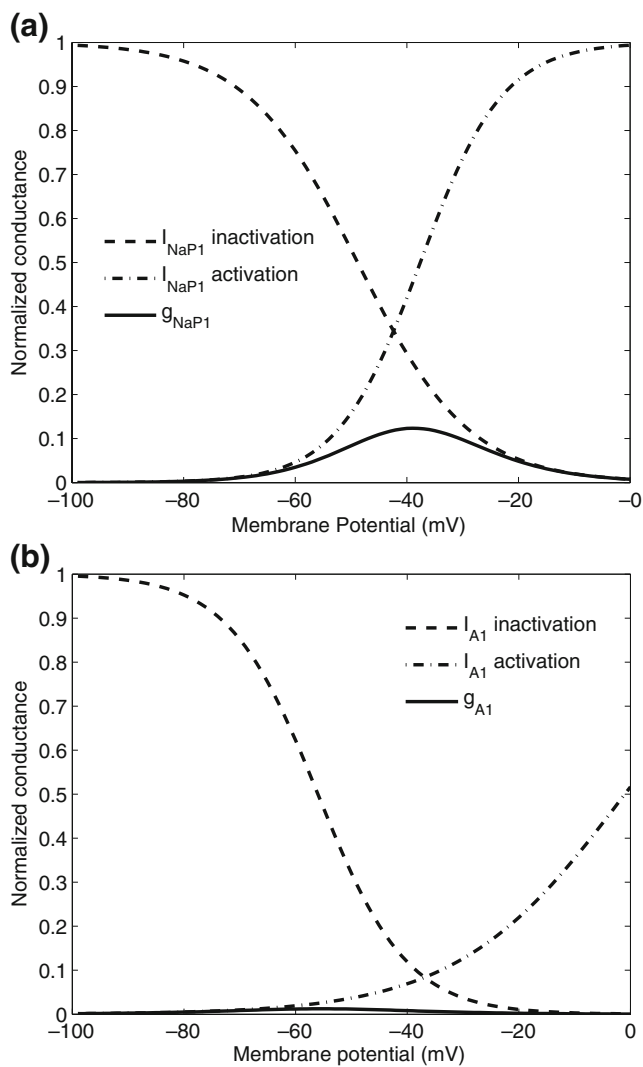 (a)
1
0.9
0.8
0.7
0.6
0.5
0.4
0.3
0.2
0.1
0
Normalized conductance
I_NaP1 inactivation
I_NaP1 activation
g_NaP1
−100 −80 −60 −40 −20 −0
Membrane Potential (mV)
(b)
1
0.9
0.8
0.7
0.6
0.5
0.4
0.3
0.2
0.1
0
Normalized conductance
I_A1 inactivation
I_A1 activation
g_A1
−100 −80 −60 −40 −20 0
Membrane potential (mV)